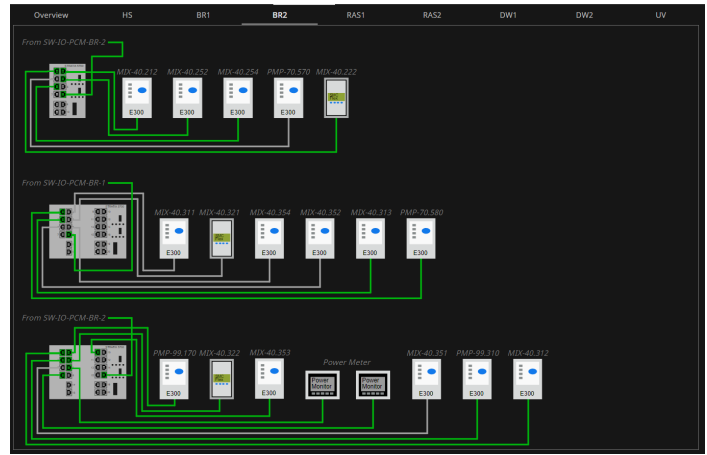 Overview HS BR1 BR2 RAS1 RAS2 DW1 DW2 UV
From SW-IO-PCM-BR-2
MIX-40.212 MIX-40.252 MIX-40.254 PMP-70.570 MIX-40.222
E300 E300 E300 E300
From SW-IO-PCM-BR-1
MIX-40.311 MIX-40.321 MIX-40.354 MIX-40.352 MIX-40.313 PMP-70.580
E300 E300 E300 E300 E300
From SW-IO-PCM-BR-2
PMP-99.170 MIX-40.322 MIX-40.353 Power Meter MIX-40.351 PMP-99.310 MIX-40.312
Power Monitor Power Monitor
E300 E300 E300 E300 E300